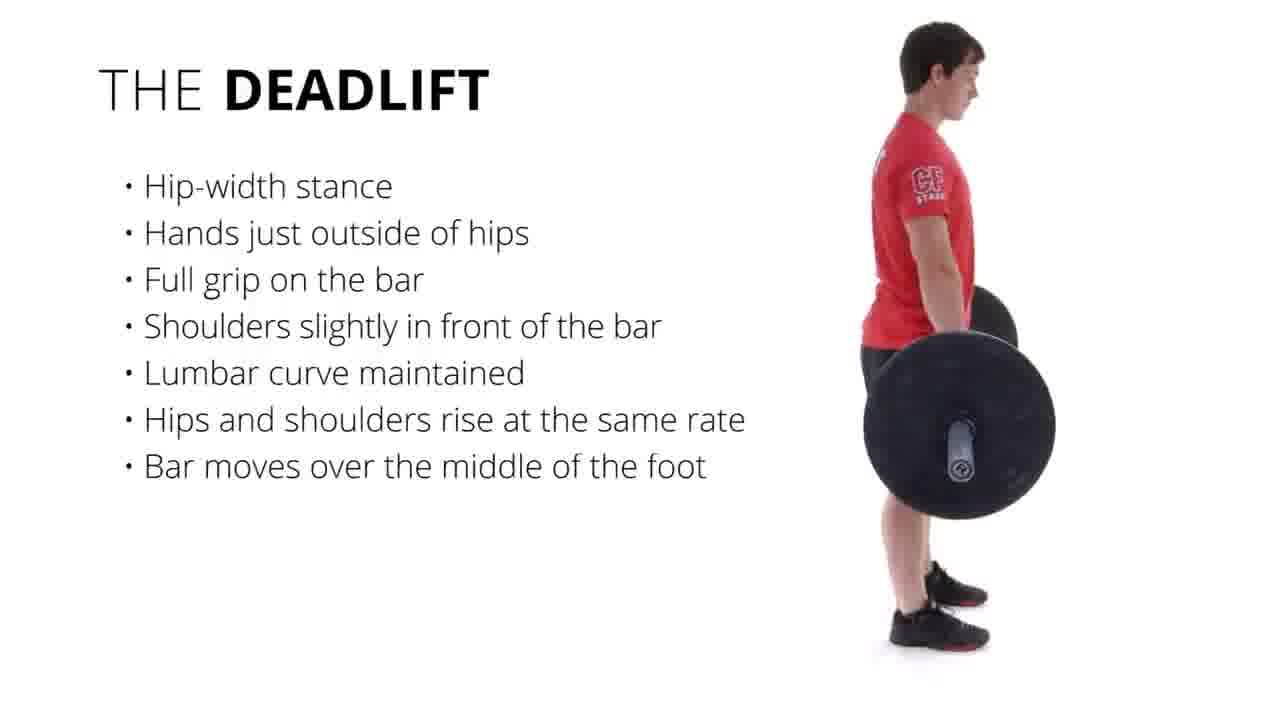 THE DEADLIFT
• Hip-width stance
• Hands just outside of hips
• Full grip on the bar
• Shoulders slightly in front of the bar
• Lumbar curve maintained
• Hips and shoulders rise at the same rate
• Bar moves over the middle of the foot
CF